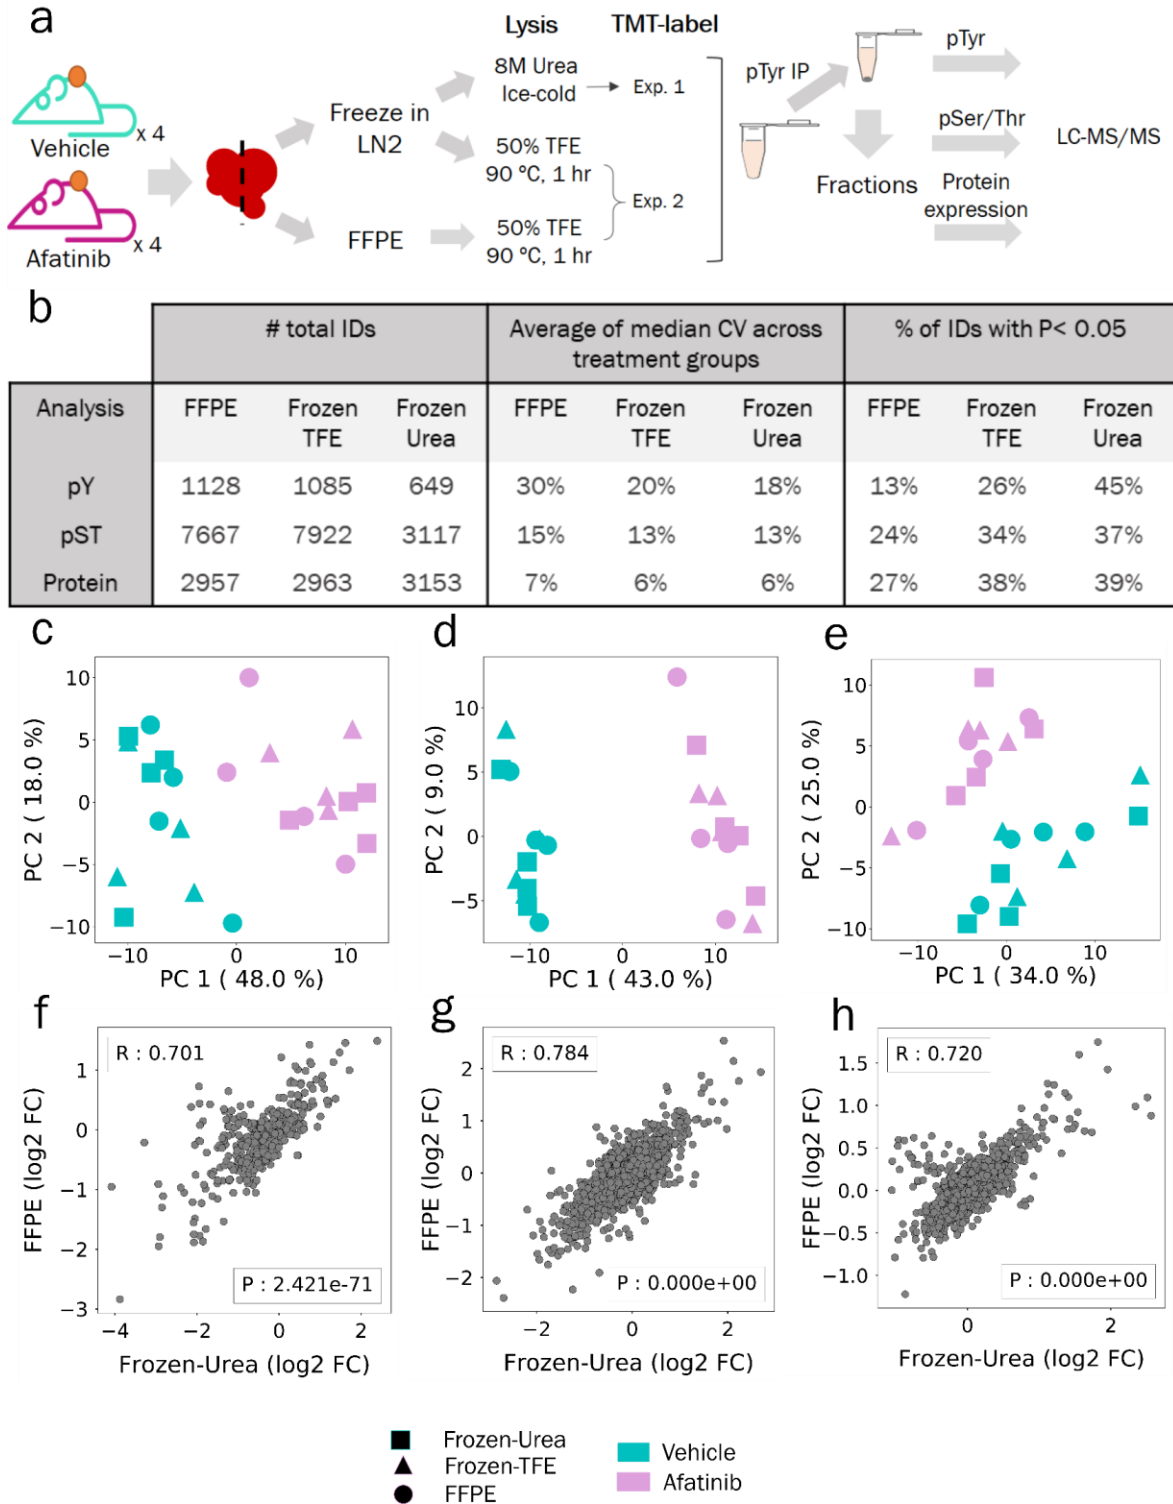 a
Lysis TMT-label
Vehicle x 4
Afatinib x 4
Freeze in
LN2
FFPE
8M Urea
Ice-cold
Exp. 1
50% TFE
90 °C, 1 hr
Exp. 2
50% TFE
90 °C, 1 hr
pTyr IP
pTyr
pSer/Thr
Fractions
Protein
expression
LC-MS/MS
b
# total IDs Average of median CV across treatment groups % of IDs with P< 0.05
Analysis FFPE Frozen TFE Frozen Urea FFPE Frozen TFE Frozen Urea FFPE Frozen TFE Frozen Urea
pY 1128 1085 649 30% 20% 18% 13% 26% 45%
pST 7667 7922 3117 15% 13% 13% 24% 34% 37%
Protein 2957 2963 3153 7% 6% 6% 27% 38% 39%
c
PC 2 ( 18.0 %)
10
5
0
−5
−10
−10 0 10
PC 1 ( 48.0 %)
d
PC 2 ( 9.0 %)
10
5
0
−5
−10 0 10
PC 1 ( 43.0 %)
e
PC 2 ( 25.0 %)
10
5
0
−5
−10
−10 0 10
PC 1 ( 34.0 %)
f
R : 0.701
FFPE (log2 FC)
1
0
−1
−2
−3
P : 2.421e-71
−4 −2 0 2
Frozen-Urea (log2 FC)
g
R : 0.784
FFPE (log2 FC)
2
1
0
−1
−2
P : 0.000e+00
−2 0 2
Frozen-Urea (log2 FC)
h
R : 0.720
FFPE (log2 FC)
1.5
1.0
0.5
0.0
−0.5
−1.0
P : 0.000e+00
0 2
Frozen-Urea (log2 FC)
Frozen-Urea
Frozen-TFE
FFPE
Vehicle
Afatinib